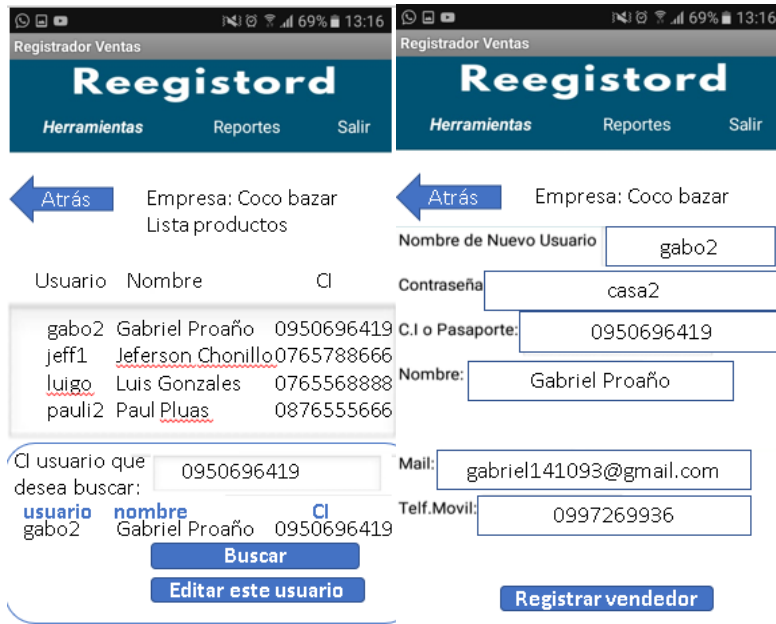 69% 13:16
Registrador Ventas
Reegistord
Herramientas Reportes Salir
Atrás
Empresa: Coco bazar
Lista productos
Usuario Nombre CI
gabo2 Gabriel Proaño 0950696419
jeff1 Jeferson Chonillo 0765788666
luigo Luis Gonzales 0765568888
pauli2 Paul Pluas 0876555666
CI usuario que
desea buscar:
0950696419
usuario nombre CI
gabo2 Gabriel Proaño 0950696419
Buscar
Editar este usuario
69% 13:16
Registrador Ventas
Reegistord
Herramientas Reportes Salir
Atrás
Empresa: Coco bazar
Nombre de Nuevo Usuario gabo2
Contraseña casa2
C.I o Pasaporte: 0950696419
Nombre: Gabriel Proaño
Mail: gabriel141093@gmail.com
Telf.Movil: 0997269936
Registrar vendedor